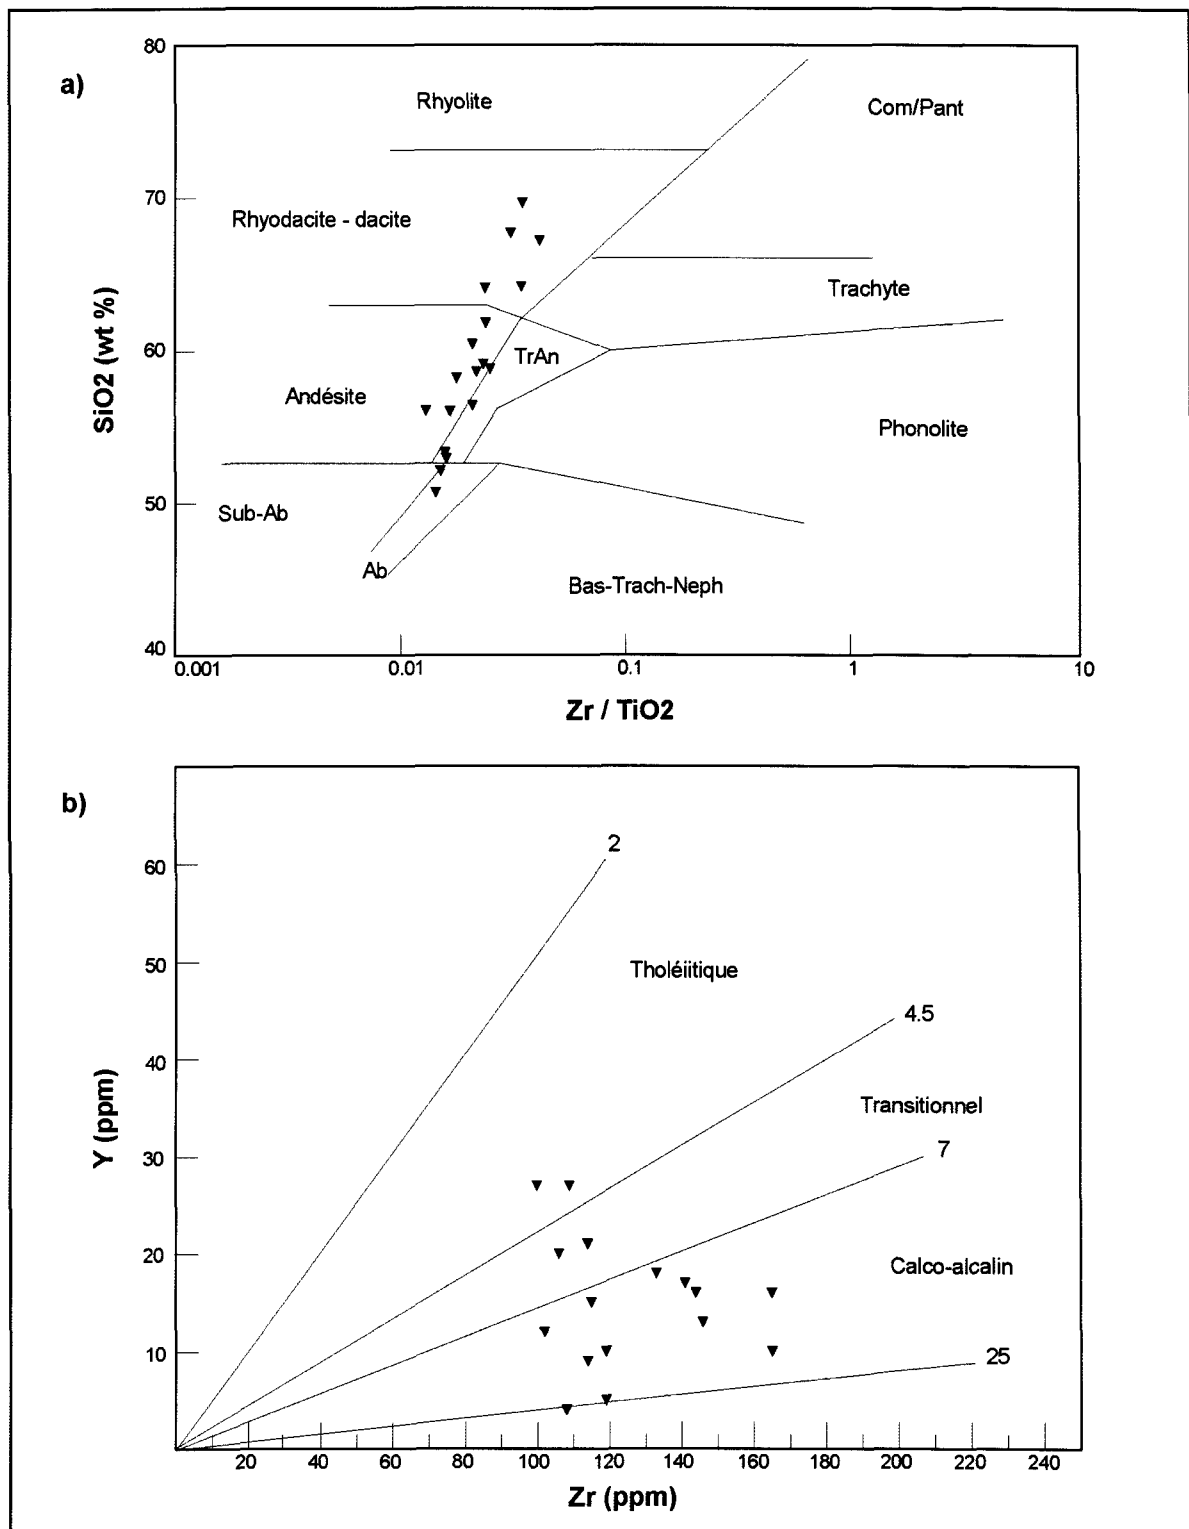 a)
80
Rhyolite
Com/Pant
70
Rhyodacite - dacite
Trachyte
SiO2 (wt %)
60
TrAn
Andésite
Phonolite
50
Sub-Ab
Ab
Bas-Trach-Neph
40
0.001 0.01 0.1 1 10
Zr / TiO2
b)
2
60
Tholéiitique
50
4.5
40
Transitionnel
Y (ppm)
7
30
20
Calco-alcalin
10
25
20 40 60 80 100 120 140 160 180 200 220 240
Zr (ppm)